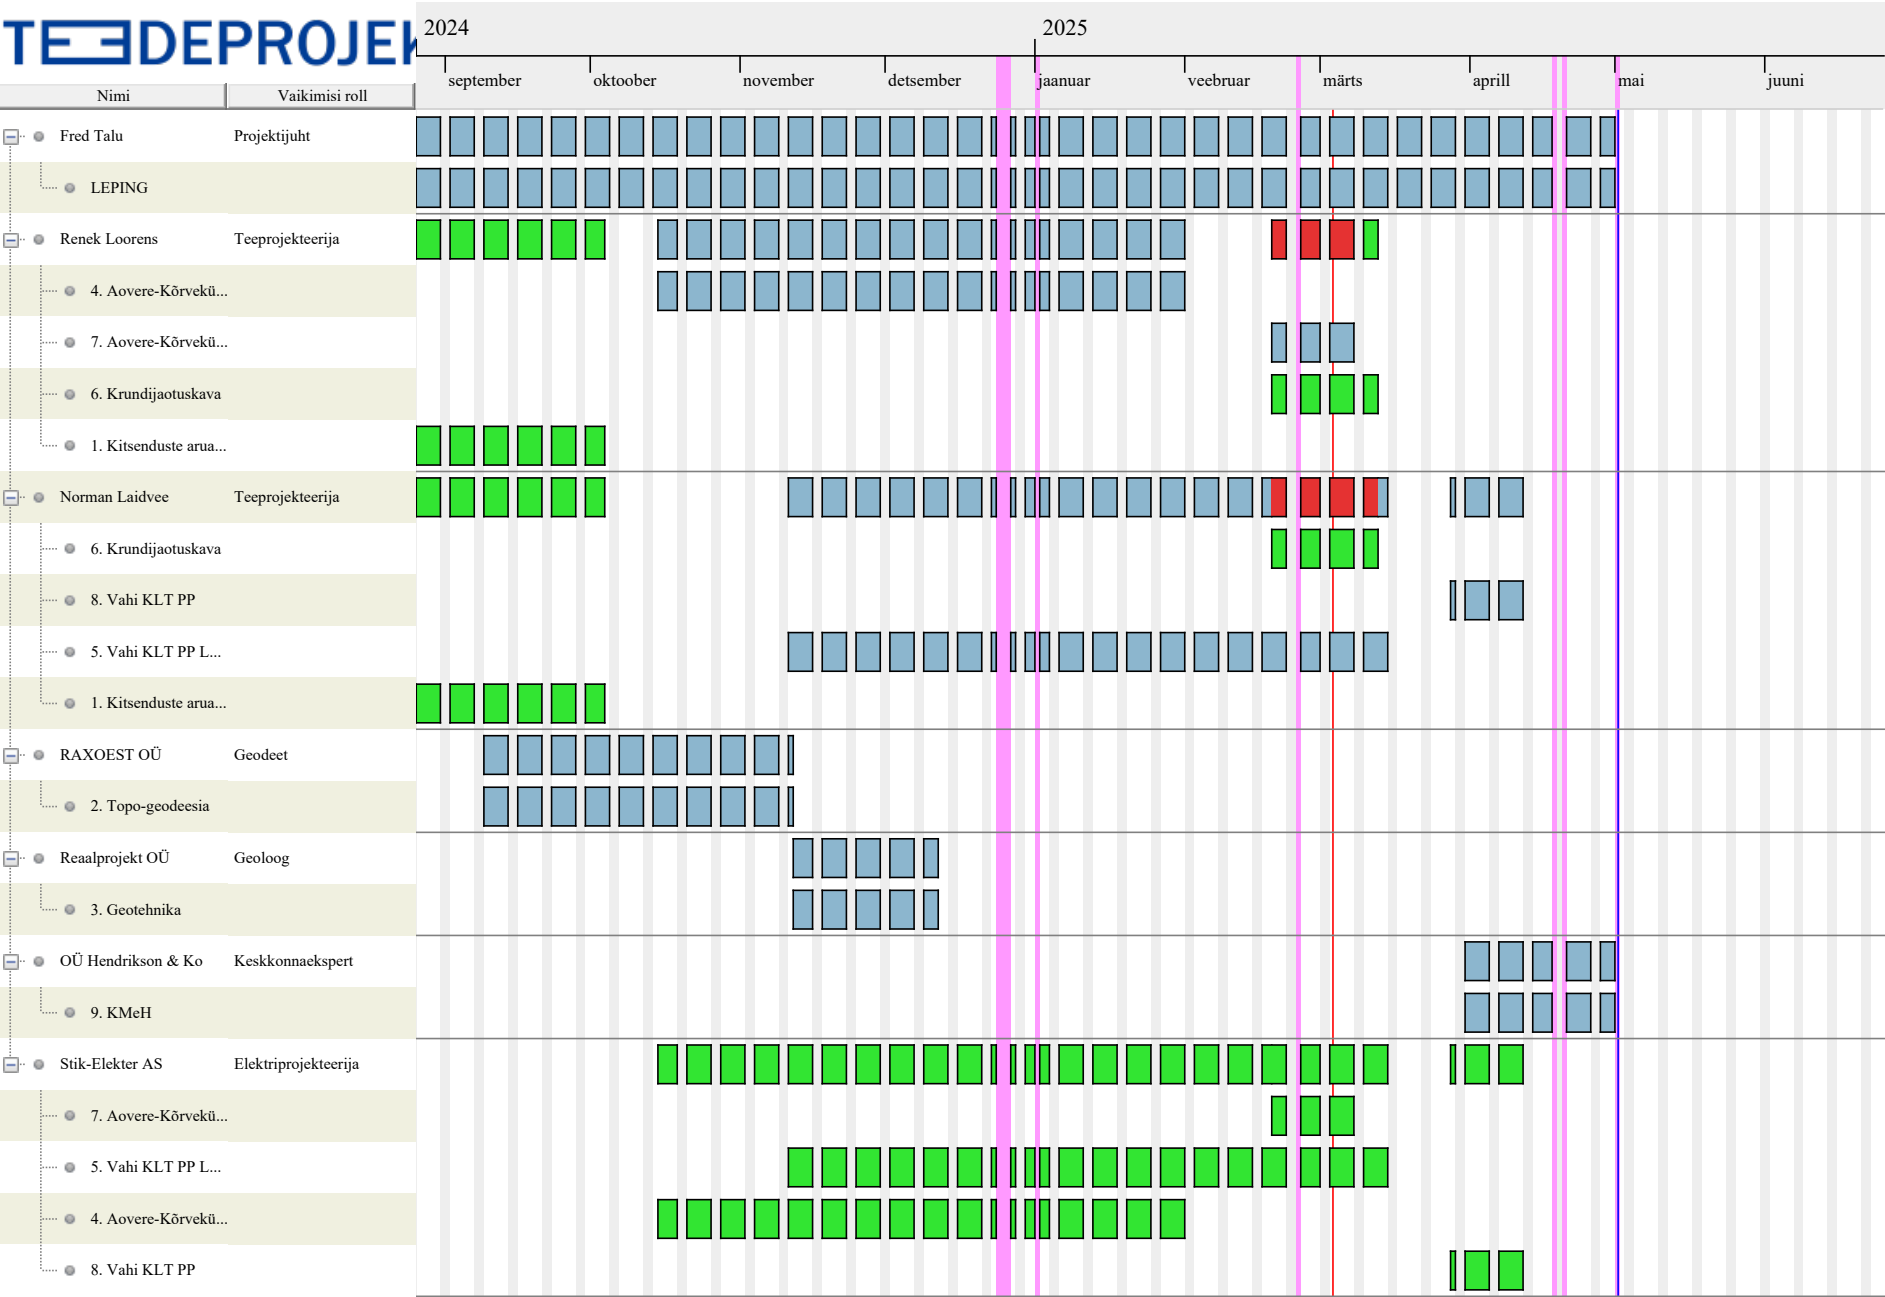 TEEDEPROJEK
2024 2025
september oktoober november detsember jaanuar veebruar märts aprill mai juuni
Nimi Vaikimisi roll
Fred Talu Projektijuht
LEPING
Renek Loorens Teeprojekteerija
4. Aovere-Kõrvekü...
7. Aovere-Kõrvekü...
6. Krundijaotuskava
1. Kitsenduste arua...
Norman Laidvee Teeprojekteerija
6. Krundijaotuskava
8. Vahi KLT PP
5. Vahi KLT PP L...
1. Kitsenduste arua...
RAXOEST OÜ Geodeet
2. Topo-geodeesia
Reaalprojekt OÜ Geoloog
3. Geotehnika
OÜ Hendrikson & Ko Keskkonnaekspert
9. KMeH
Stik-Elekter AS Elektriprojekteerija
7. Aovere-Kõrvekü...
5. Vahi KLT PP L...
4. Aovere-Kõrvekü...
8. Vahi KLT PP